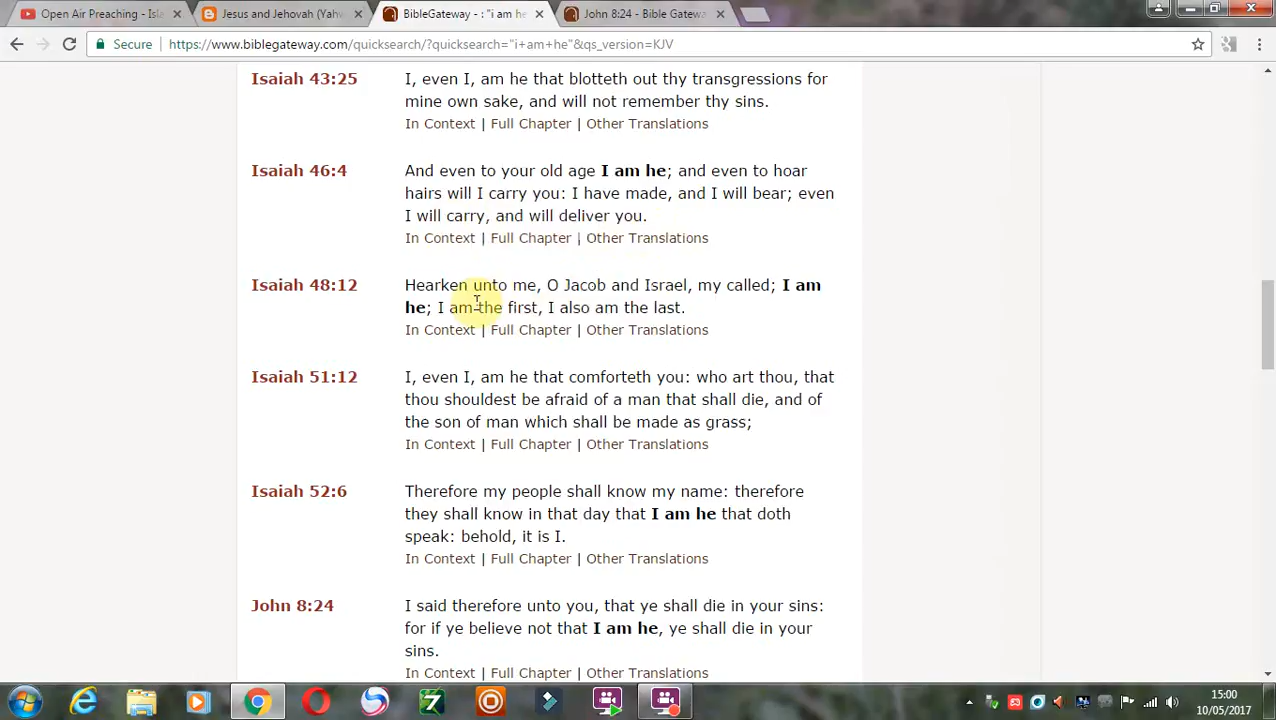 Open Air Preaching - Isla
Jesus and Jehovah (Yahw
BibleGateway - : "i am he
John 8:24 - Bible Gatewa
Secure https://www.biblegateway.com/quicksearch/?quicksearch="i+am+he"&qs_version=KJV
Isaiah 43:25 I, even I, am he that blotteth out thy transgressions for
mine own sake, and will not remember thy sins.
In Context | Full Chapter | Other Translations
Isaiah 46:4 And even to your old age I am he; and even to hoar
hairs will I carry you: I have made, and I will bear; even
I will carry, and will deliver you.
In Context | Full Chapter | Other Translations
Isaiah 48:12 Hearken unto me, O Jacob and Israel, my called; I am
he; I am the first, I also am the last.
In Context | Full Chapter | Other Translations
Isaiah 51:12 I, even I, am he that comforteth you: who art thou, that
thou shouldest be afraid of a man that shall die, and of
the son of man which shall be made as grass;
In Context | Full Chapter | Other Translations
Isaiah 52:6 Therefore my people shall know my name: therefore
they shall know in that day that I am he that doth
speak: behold, it is I.
In Context | Full Chapter | Other Translations
John 8:24 I said therefore unto you, that ye shall die in your sins:
for if ye believe not that I am he, ye shall die in your
sins.
In Context | Full Chapter | Other Translations
15:00
10/05/2017